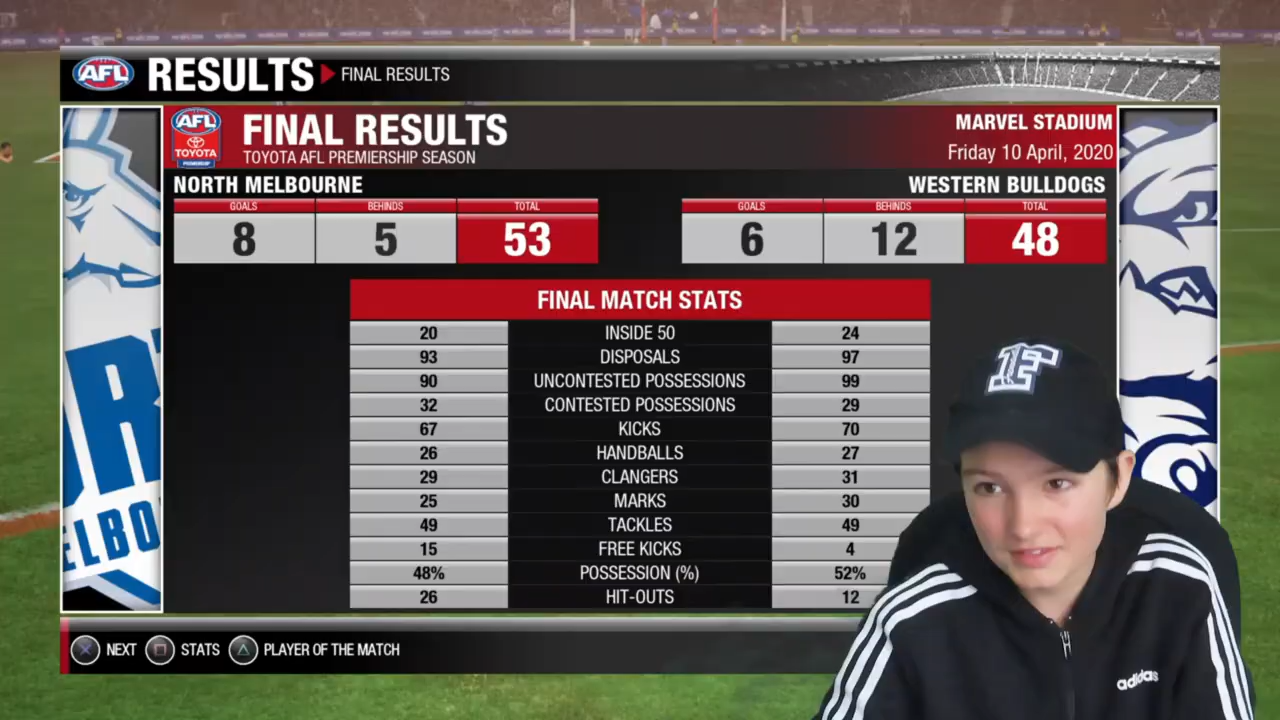 AFL RESULTS FINAL RESULTS
AFL
TOYOTA
PREMIERSHIP
FINAL RESULTS
TOYOTA AFL PREMIERSHIP SEASON
MARVEL STADIUM
Friday 10 April, 2020
NORTH MELBOURNE
WESTERN BULLDOGS
GOALS BEHINDS TOTAL GOALS BEHINDS TOTAL
8 5 53 6 12 48
FINAL MATCH STATS
20 INSIDE 50 24
93 DISPOSALS 97
90 UNCONTESTED POSSESSIONS 99
32 CONTESTED POSSESSIONS 29
67 KICKS 70
26 HANDBALLS 27
29 CLANGERS 31
25 MARKS 30
49 TACKLES 49
15 FREE KICKS 4
48% POSSESSION (%) 52%
26 HIT-OUTS 12
NEXT STATS PLAYER OF THE MATCH
F
adidas